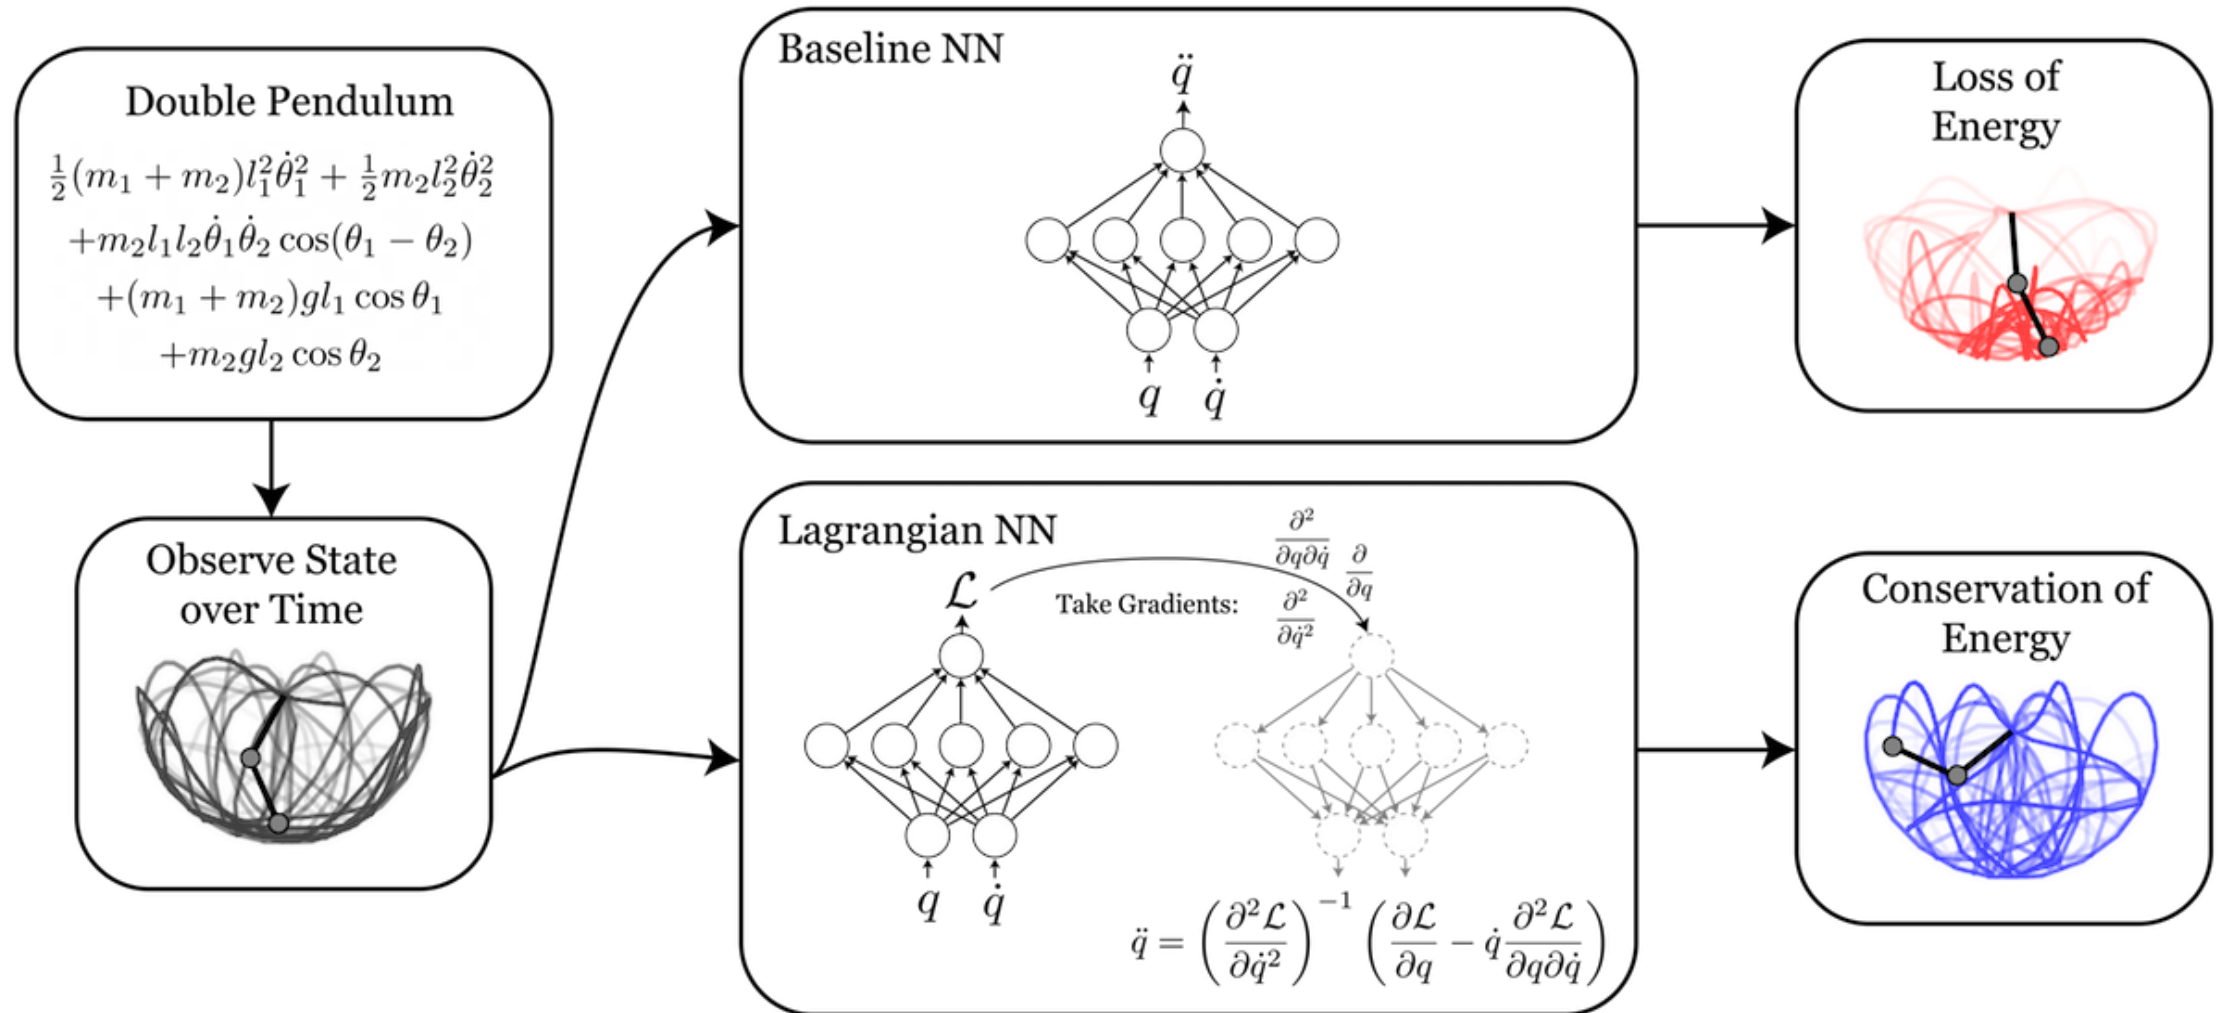 Double Pendulum
½(m₁ + m₂)l₁²θ̇₁² + ½m₂l₂²θ̇₂²
+m₂l₁l₂θ̇₁θ̇₂ cos(θ₁ − θ₂)
+(m₁ + m₂)gl₁ cos θ₁
+m₂gl₂ cos θ₂
Observe State
over Time
Baseline NN
q̈
q q̇
Loss of
Energy
Lagrangian NN
ℒ
Take Gradients:
∂²/∂q∂q̇
∂/∂q
∂²/∂q̇²
q q̇
q̈ = (∂²ℒ/∂q̇²)⁻¹ (∂ℒ/∂q − q̇ ∂²ℒ/∂q∂q̇)
Conservation of
Energy